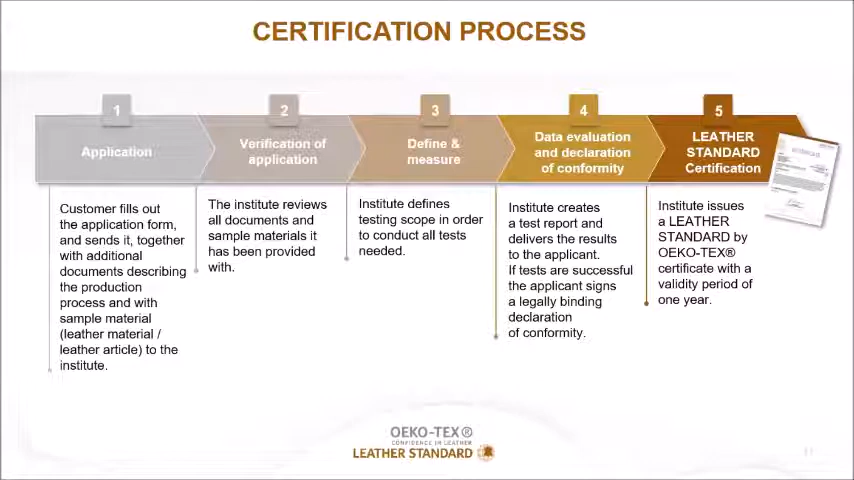 CERTIFICATION PROCESS
1
Application
Customer fills out
the application form,
and sends it, together
with additional
documents describing
the production
process and with
sample material
(leather material /
leather article) to the
institute.
2
Verification of
application
The institute reviews
all documents and
sample materials it
has been provided
with.
3
Define &
measure
Institute defines
testing scope in order
to conduct all tests
needed.
4
Data evaluation
and declaration
of conformity
Institute creates
a test report and
delivers the results
to the applicant.
If tests are successful
the applicant signs
a legally binding
declaration
of conformity.
5
LEATHER
STANDARD
Certification
Institute issues
a LEATHER
STANDARD by
OEKO-TEX®
certificate with a
validity period of
one year.
OEKO-TEX®
CONFIDENCE IN LEATHER
LEATHER STANDARD